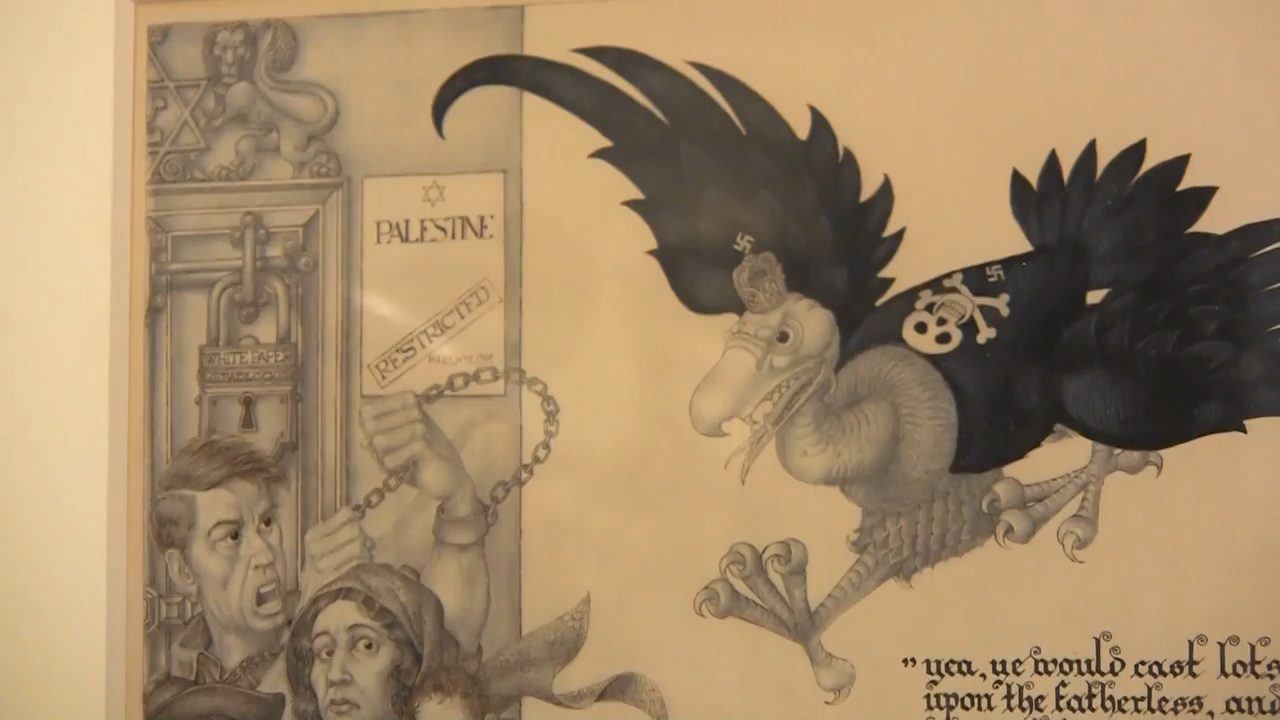 PALESTINE
RESTRICTED
WHITE PAPER
"yea, ye would cast lots
upon the fatherless, and